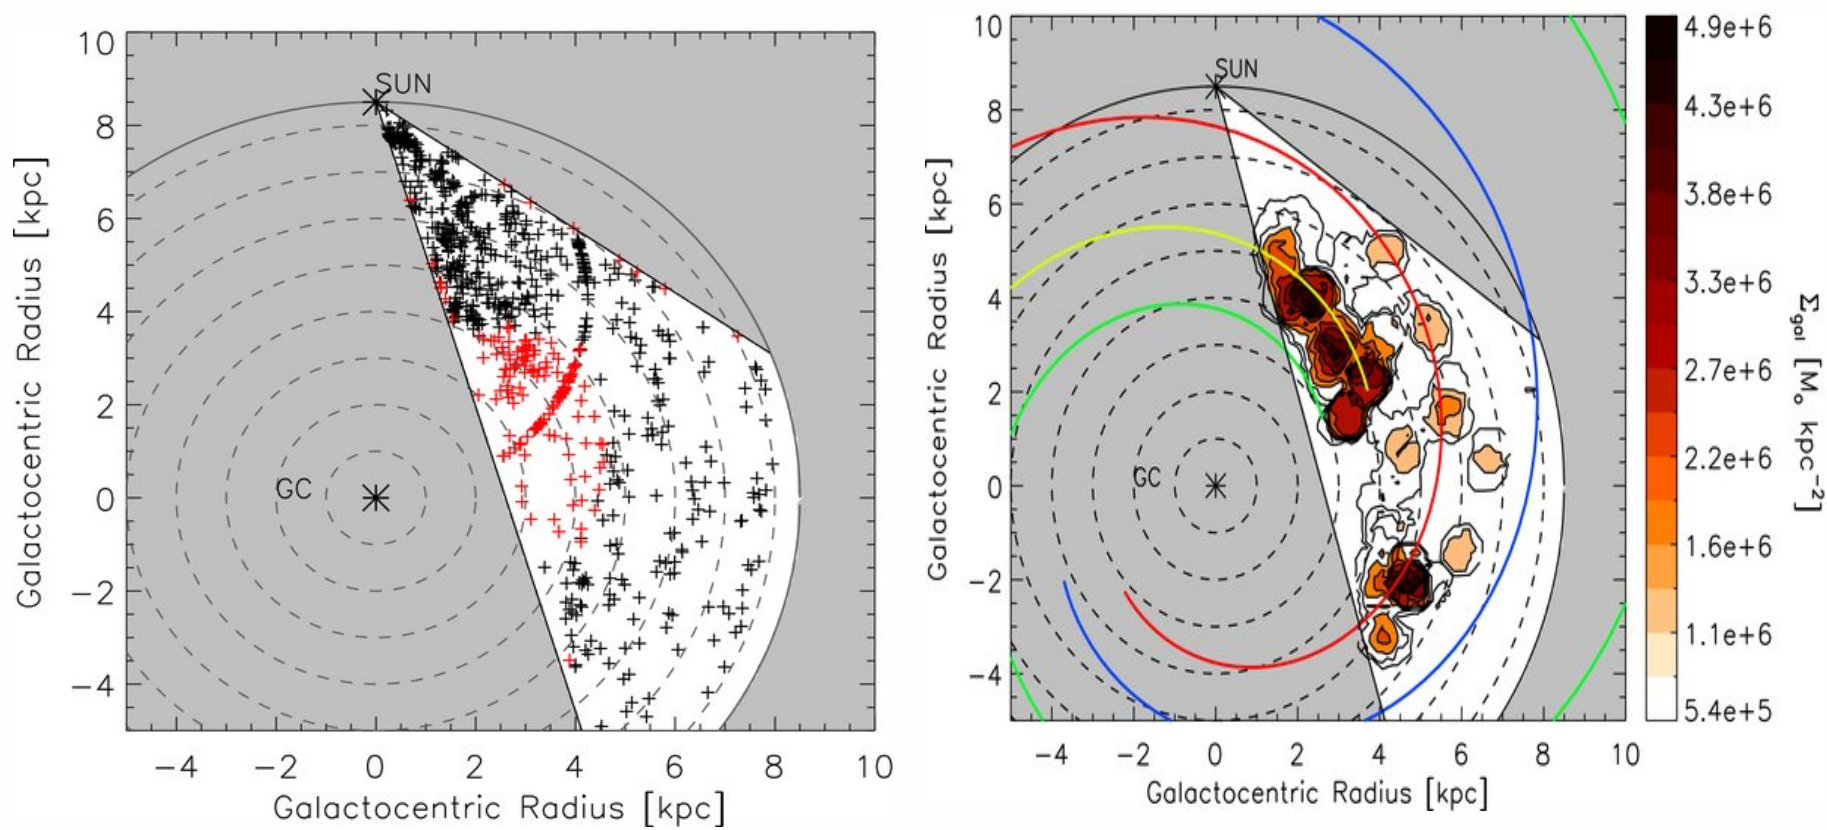 10
8
6
4
2
0
−2
−4
Galactocentric Radius [kpc]
SUN
GC
−4 −2 0 2 4 6 8 10
Galactocentric Radius [kpc]
10
8
6
4
2
0
−2
−4
Galactocentric Radius [kpc]
SUN
GC
−4 −2 0 2 4 6 8 10
Galactocentric Radius [kpc]
4.9e+6
4.3e+6
3.8e+6
3.3e+6
2.7e+6
2.2e+6
1.6e+6
1.1e+6
5.4e+5
Σgal [M☉ kpc⁻²]